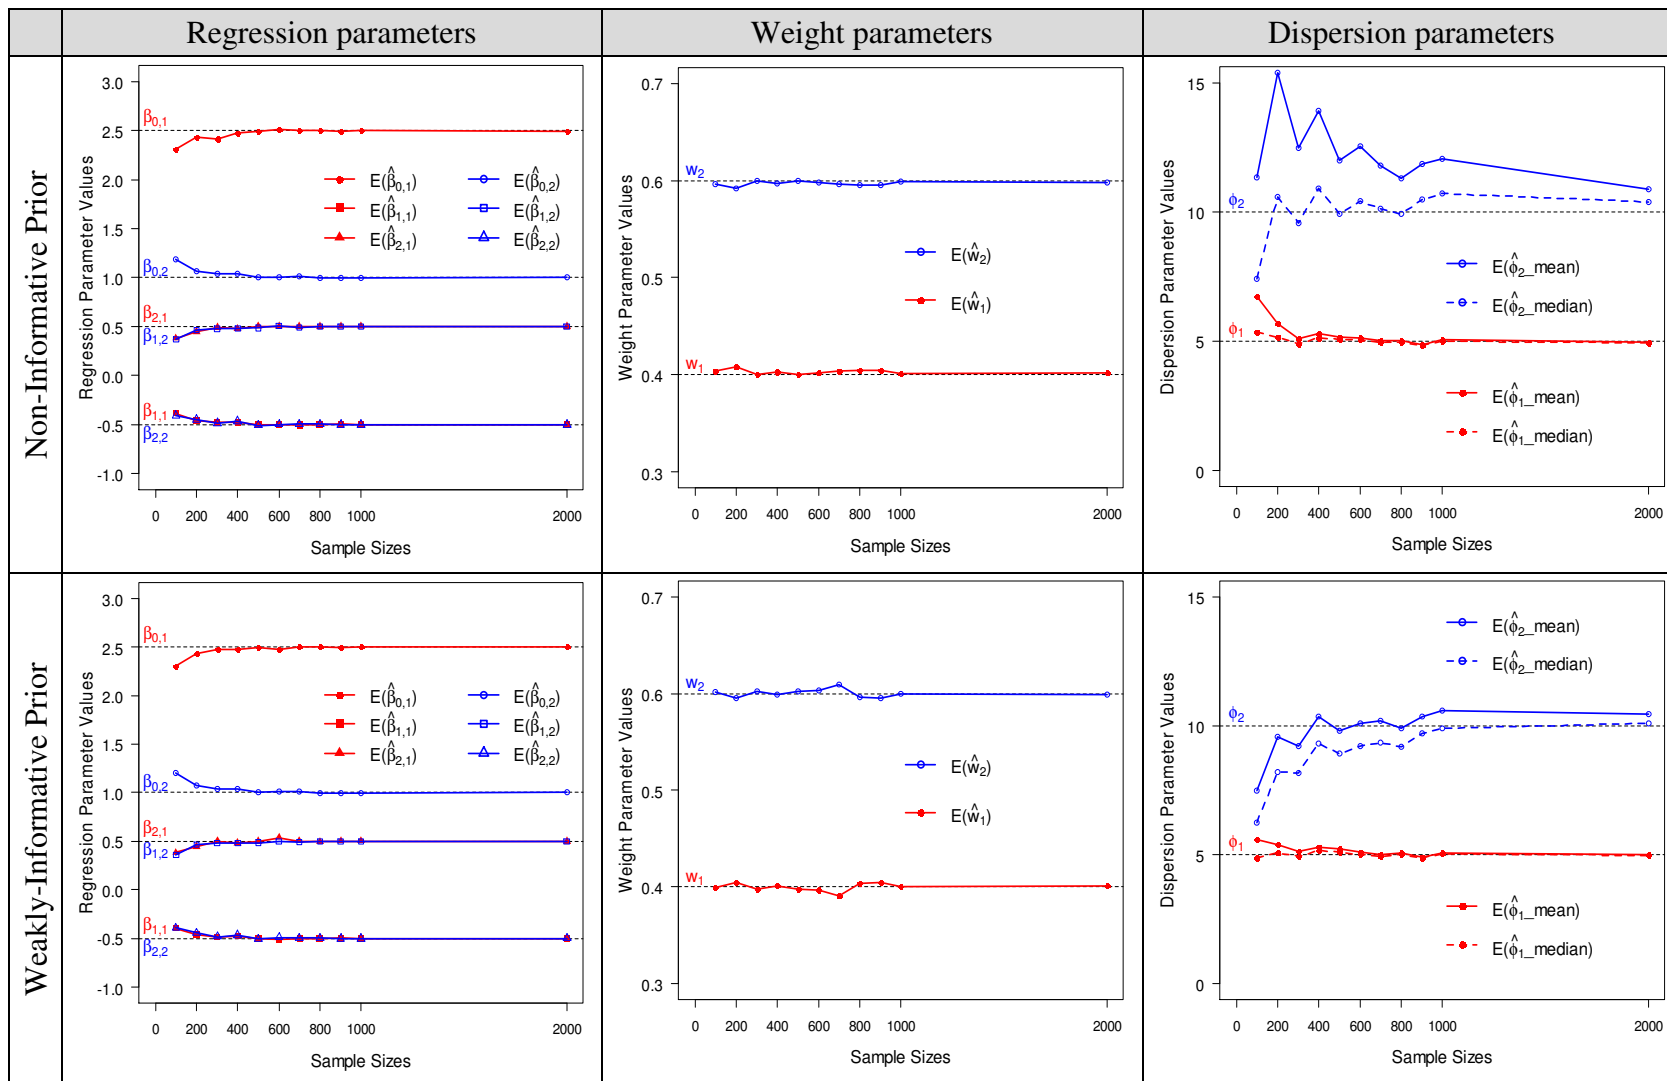 Regression parameters
Weight parameters
Dispersion parameters
Non-Informative Prior
Regression Parameter Values
3.0
2.5
2.0
1.5
1.0
0.5
0.0
-0.5
-1.0
β0,1
β0,2
β2,1
β1,2
β1,1
β2,2
E(β̂0,1)
E(β̂1,1)
E(β̂2,1)
E(β̂0,2)
E(β̂1,2)
E(β̂2,2)
0 200 400 600 800 1000 2000
Sample Sizes
Weight Parameter Values
0.7
0.6
0.5
0.4
0.3
w2
w1
E(ŵ2)
E(ŵ1)
0 200 400 600 800 1000 2000
Sample Sizes
Dispersion Parameter Values
15
10
5
0
ϕ2
ϕ1
E(ϕ̂2_mean)
E(ϕ̂2_median)
E(ϕ̂1_mean)
E(ϕ̂1_median)
0 200 400 600 800 1000 2000
Sample Sizes
Weakly-Informative Prior
Regression Parameter Values
3.0
2.5
2.0
1.5
1.0
0.5
0.0
-0.5
-1.0
β0,1
β0,2
β2,1
β1,2
β1,1
β2,2
E(β̂0,1)
E(β̂1,1)
E(β̂2,1)
E(β̂0,2)
E(β̂1,2)
E(β̂2,2)
0 200 400 600 800 1000 2000
Sample Sizes
Weight Parameter Values
0.7
0.6
0.5
0.4
0.3
w2
w1
E(ŵ2)
E(ŵ1)
0 200 400 600 800 1000 2000
Sample Sizes
Dispersion Parameter Values
15
10
5
0
ϕ2
ϕ1
E(ϕ̂2_mean)
E(ϕ̂2_median)
E(ϕ̂1_mean)
E(ϕ̂1_median)
0 200 400 600 800 1000 2000
Sample Sizes